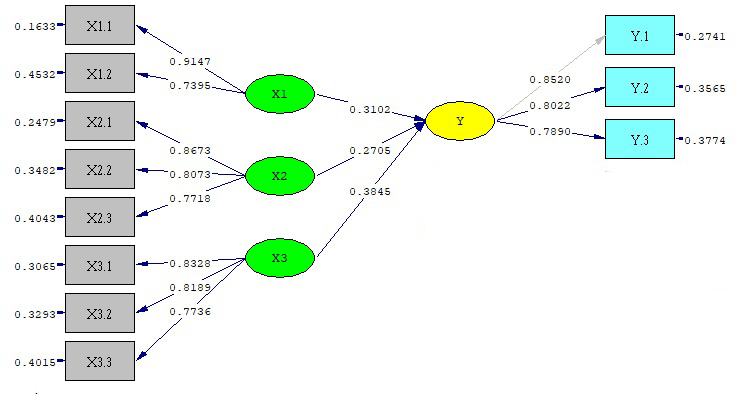 0.1633 X1.1
0.4532 X1.2
0.2479 X2.1
0.3482 X2.2
0.4043 X2.3
0.3065 X3.1
0.3293 X3.2
0.4015 X3.3
0.9147
0.7395
0.8673
0.8073
0.7718
0.8328
0.8189
0.7736
X1
X2
X3
0.3102
0.2705
0.3845
Y
0.8520
0.8022
0.7890
Y.1 0.2741
Y.2 0.3565
Y.3 0.3774